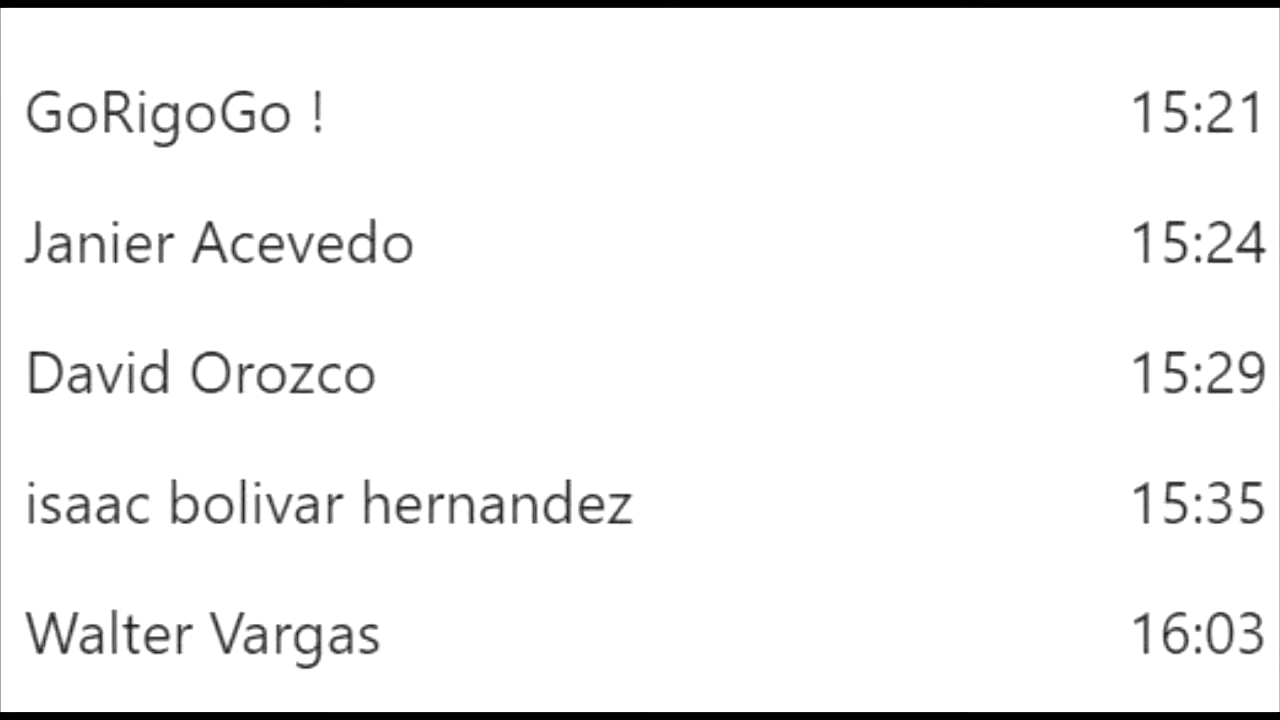 GoRigoGo ! 15:21
Janier Acevedo 15:24
David Orozco 15:29
isaac bolivar hernandez 15:35
Walter Vargas 16:03